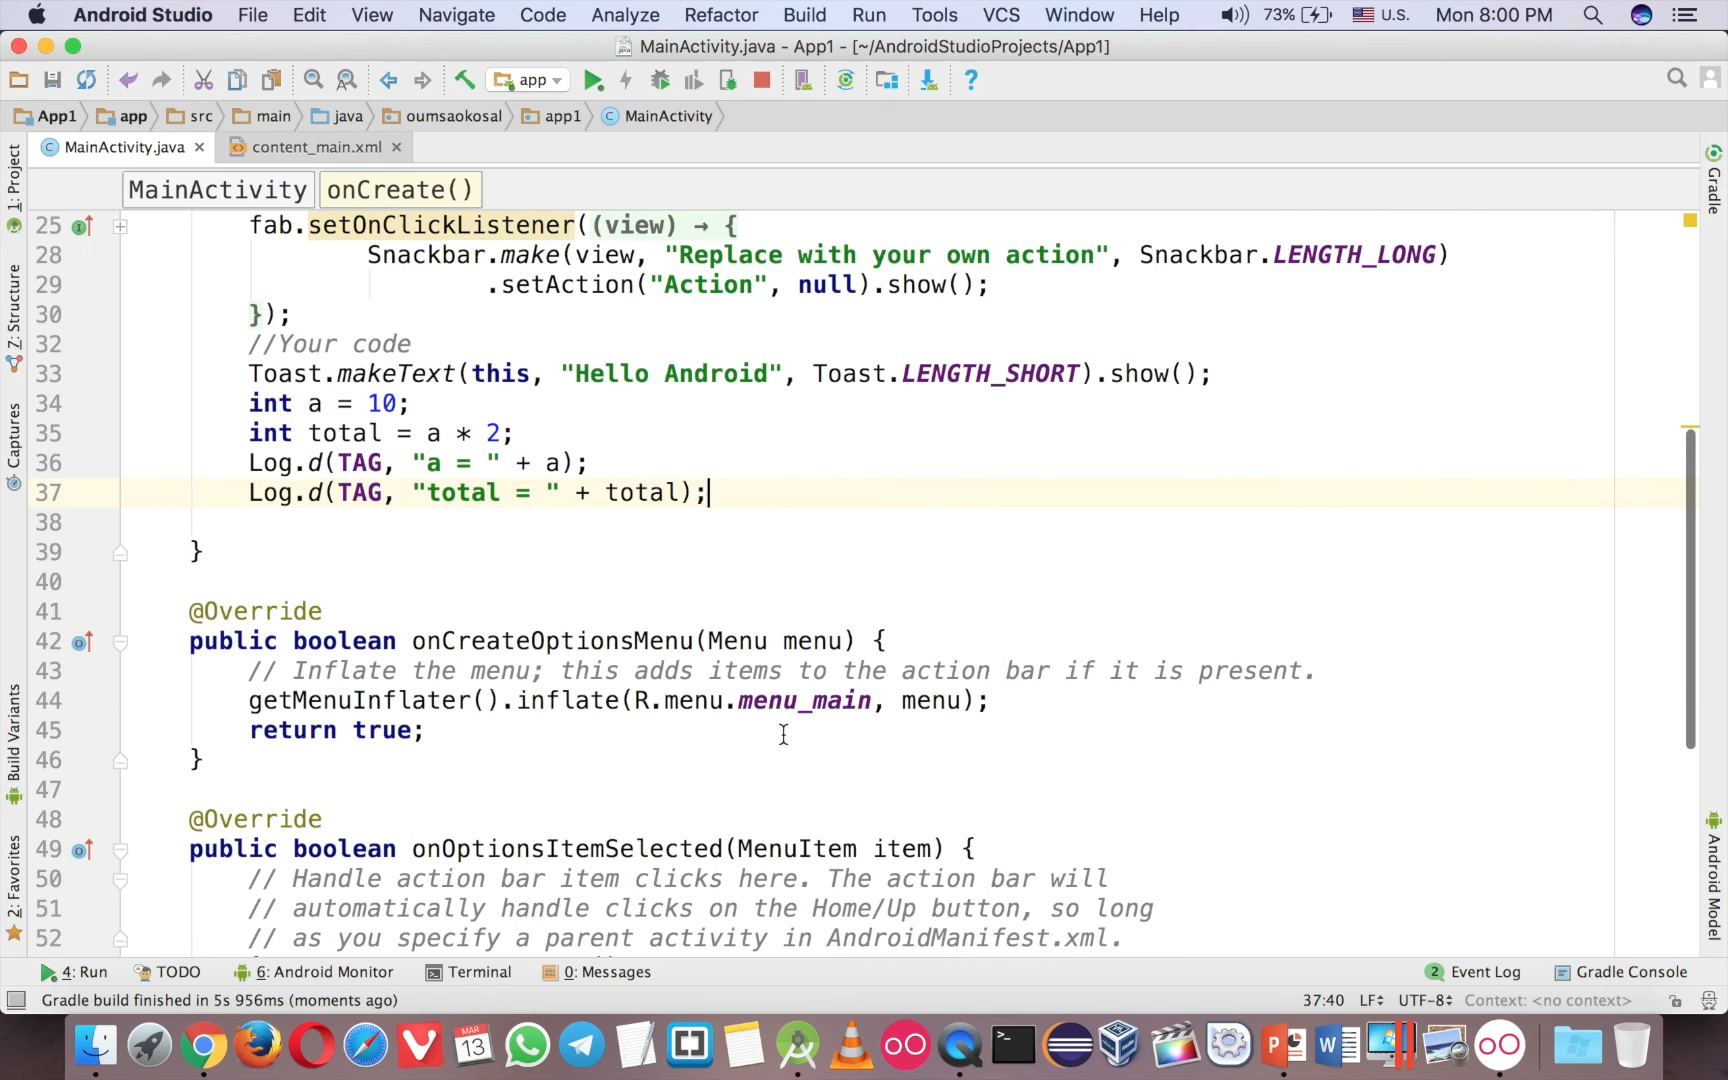 Android Studio File Edit View Navigate Code Analyze Refactor Build Run Tools VCS Window Help 73% U.S. Mon 8:00 PM
MainActivity.java - App1 - [~/AndroidStudioProjects/App1]
app
App1 app src main java oumsaokosal app1 MainActivity
MainActivity.java content_main.xml
MainActivity onCreate()
25 fab.setOnClickListener((view) → {
28 Snackbar.make(view, "Replace with your own action", Snackbar.LENGTH_LONG)
29 .setAction("Action", null).show();
30 });
32 //Your code
33 Toast.makeText(this, "Hello Android", Toast.LENGTH_SHORT).show();
34 int a = 10;
35 int total = a * 2;
36 Log.d(TAG, "a = " + a);
37 Log.d(TAG, "total = " + total);
38
39 }
40
41 @Override
42 public boolean onCreateOptionsMenu(Menu menu) {
43 // Inflate the menu; this adds items to the action bar if it is present.
44 getMenuInflater().inflate(R.menu.menu_main, menu);
45 return true;
46 }
47
48 @Override
49 public boolean onOptionsItemSelected(MenuItem item) {
50 // Handle action bar item clicks here. The action bar will
51 // automatically handle clicks on the Home/Up button, so long
52 // as you specify a parent activity in AndroidManifest.xml.
1: Project
Z: Structure
Captures
Build Variants
2: Favorites
Gradle
Android Model
4: Run TODO 6: Android Monitor Terminal 0: Messages 2 Event Log Gradle Console
Gradle build finished in 5s 956ms (moments ago) 37:40 LF UTF-8 Context: <no context>
MAR
13
P
W